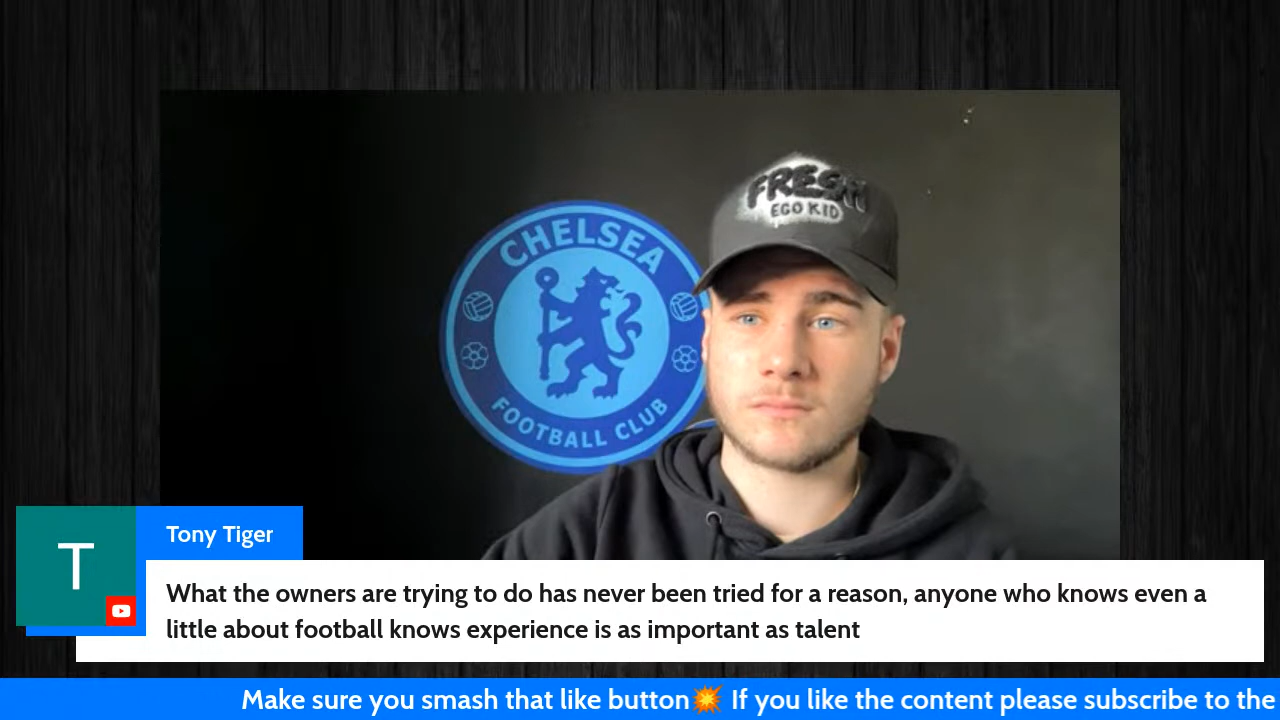 FRESH
EGO KID
CHELSEA
FOOTBALL CLUB
T
Tony Tiger
What the owners are trying to do has never been tried for a reason, anyone who knows even a
little about football knows experience is as important as talent
Make sure you smash that like button💥 If you like the content please subscribe to the